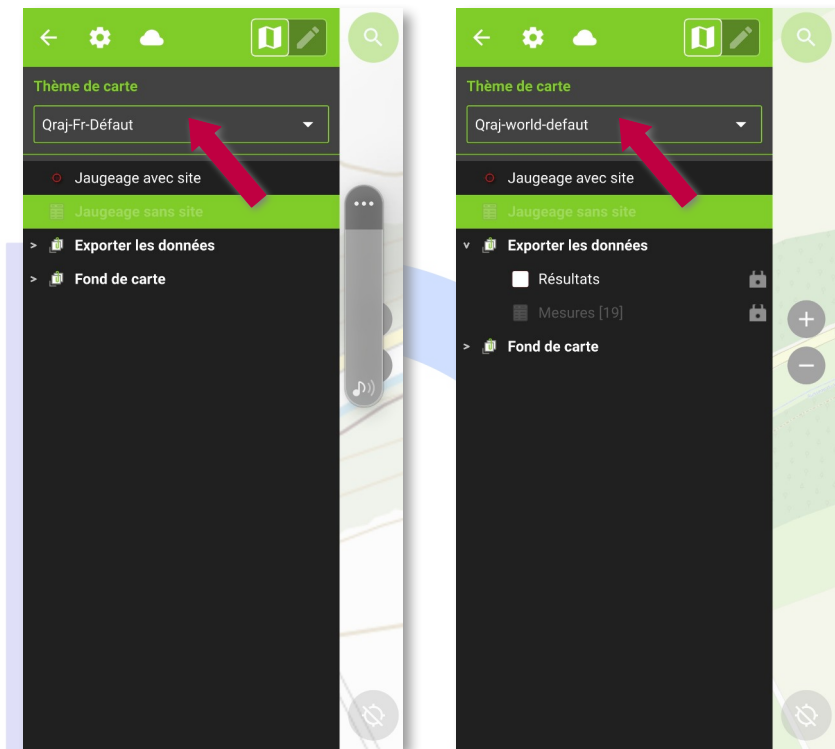 Thème de carte
Qraj-Fr-Défaut
Jaugeage avec site
Jaugeage sans site
Exporter les données
Fond de carte
Thème de carte
Qraj-world-defaut
Jaugeage avec site
Jaugeage sans site
Exporter les données
Résultats
Mesures [19]
Fond de carte